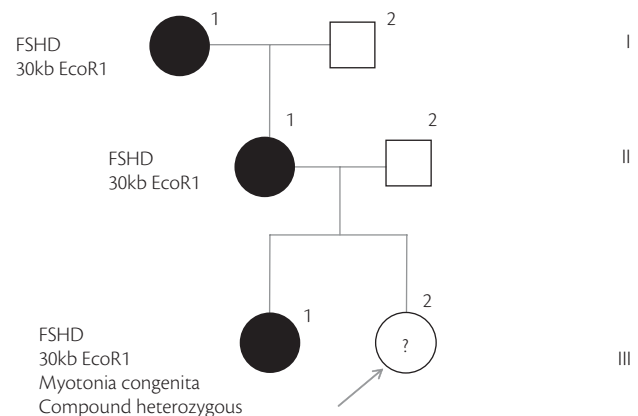 1
2
FSHD
30kb EcoR1
I
1
2
FSHD
30kb EcoR1
II
1
2
?
FSHD
30kb EcoR1
Myotonia congenita
Compound heterozygous
III